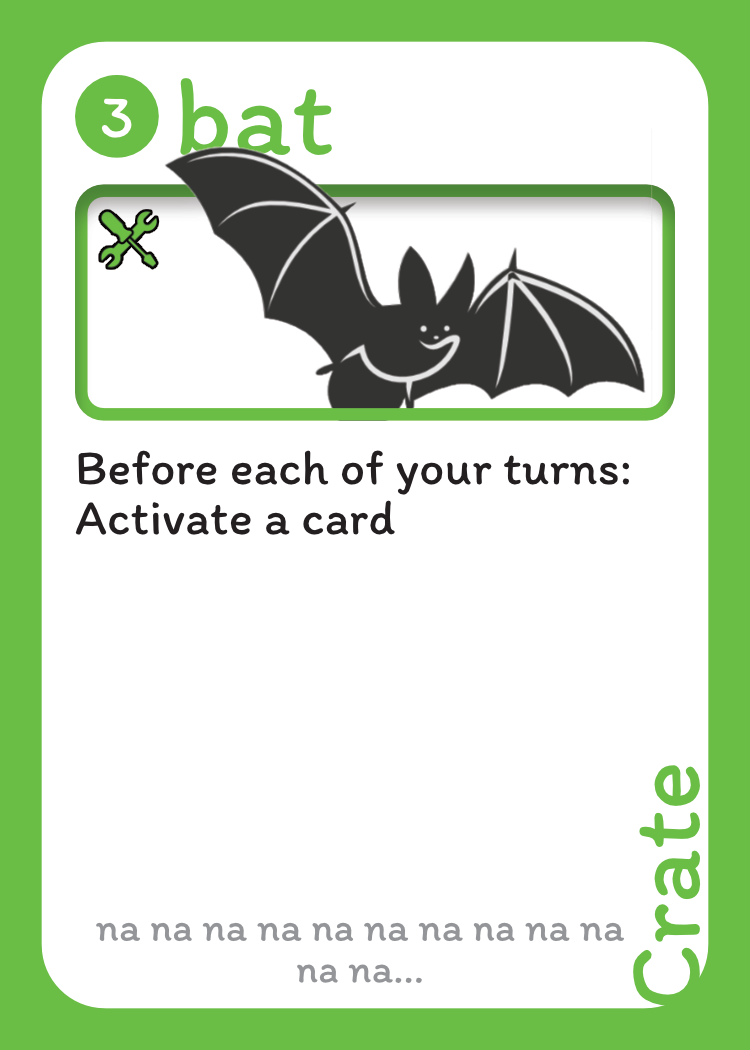 3 bat
Before each of your turns:
Activate a card
na na na na na na na na na na
na na...
Crate